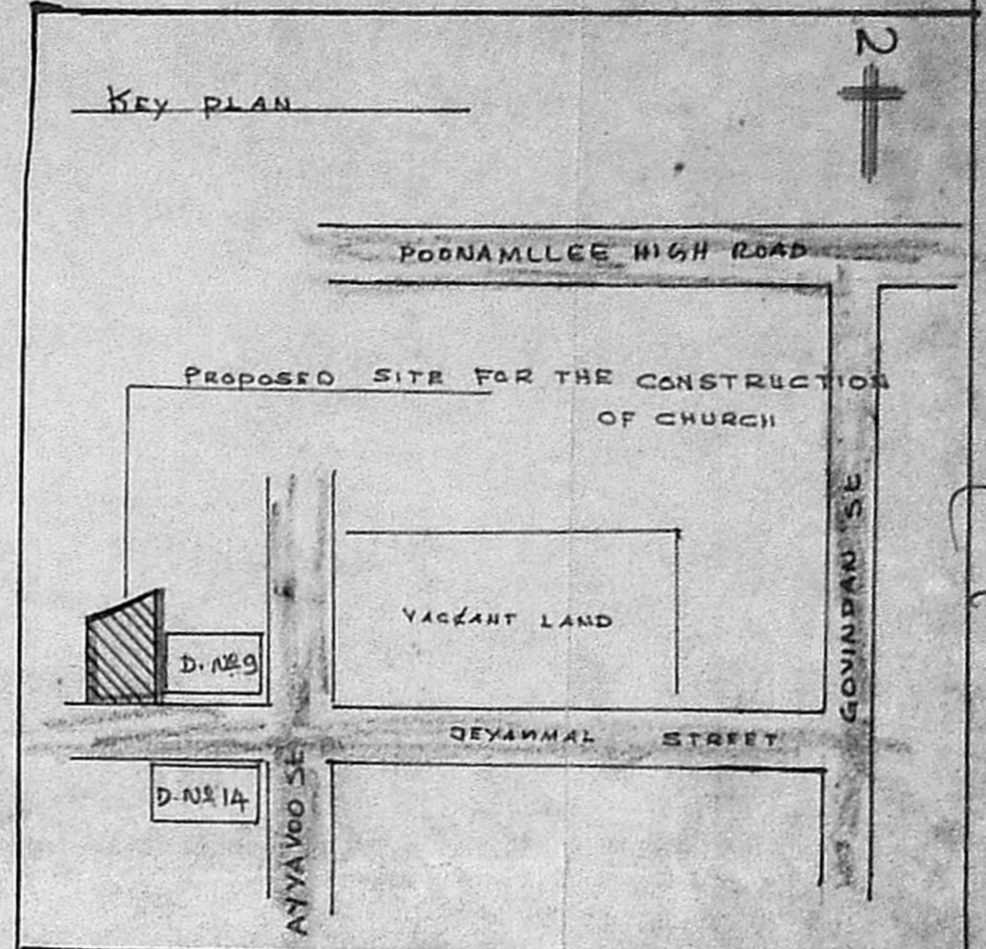 KEY PLAN
N
POONAMLLEE HIGH ROAD
PROPOSED SITE FOR THE CONSTRUCTION
OF CHURCH
GOVINDAN St
VACCANT LAND
D. No 9
DEYANMAL STREET
D. No 14
AYYAVOO St